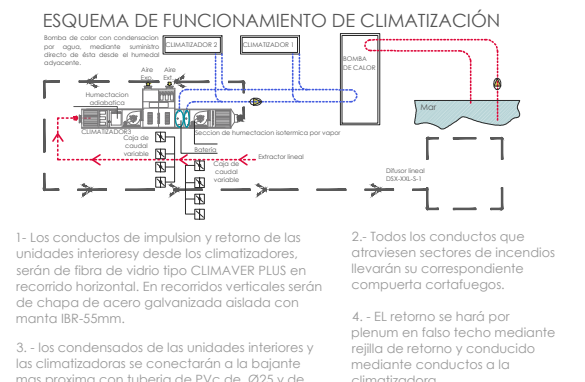 ESQUEMA DE FUNCIONAMIENTO DE CLIMATIZACIÓN
Bomba de calor con condensacion
por agua, mediante suministro
directo de ésta desde el humedal
adyacente.
CLIMATIZADOR 2
CLIMATIZADOR 1
BOMBA
DE CALOR
Aire
Exp.
Aire
Ext.
Humectacion
adiabatica
Mar
CLIMATIZADOR3
Caja de
caudal
variable
Seccion de humectacion isotermica por vapor
Bateria
Extractor lineal
Caja de
caudal
variable
Difusor lineal
DSX-XXL-S-1
1- Los conductos de impulsion y retorno de las
unidades interioresy desde los climatizadores,
serán de fibra de vidrio tipo CLIMAVER PLUS en
recorrido horizontal. En recorridos verticales serán
de chapa de acero galvanizada aislada con
manta IBR-55mm.
2.- Todos los conductos que
atraviesen sectores de incendios
llevarán su correspondiente
compuerta cortafuegos.
3. - los condensados de las unidades interiores y
las climatizadoras se conectarán a la bajante
mas proxima con tuberia de PVc de Ø25 y de
4. - EL retorno se hará por
plenum en falso techo mediante
rejilla de retorno y conducido
mediante conductos a la
climatizadora